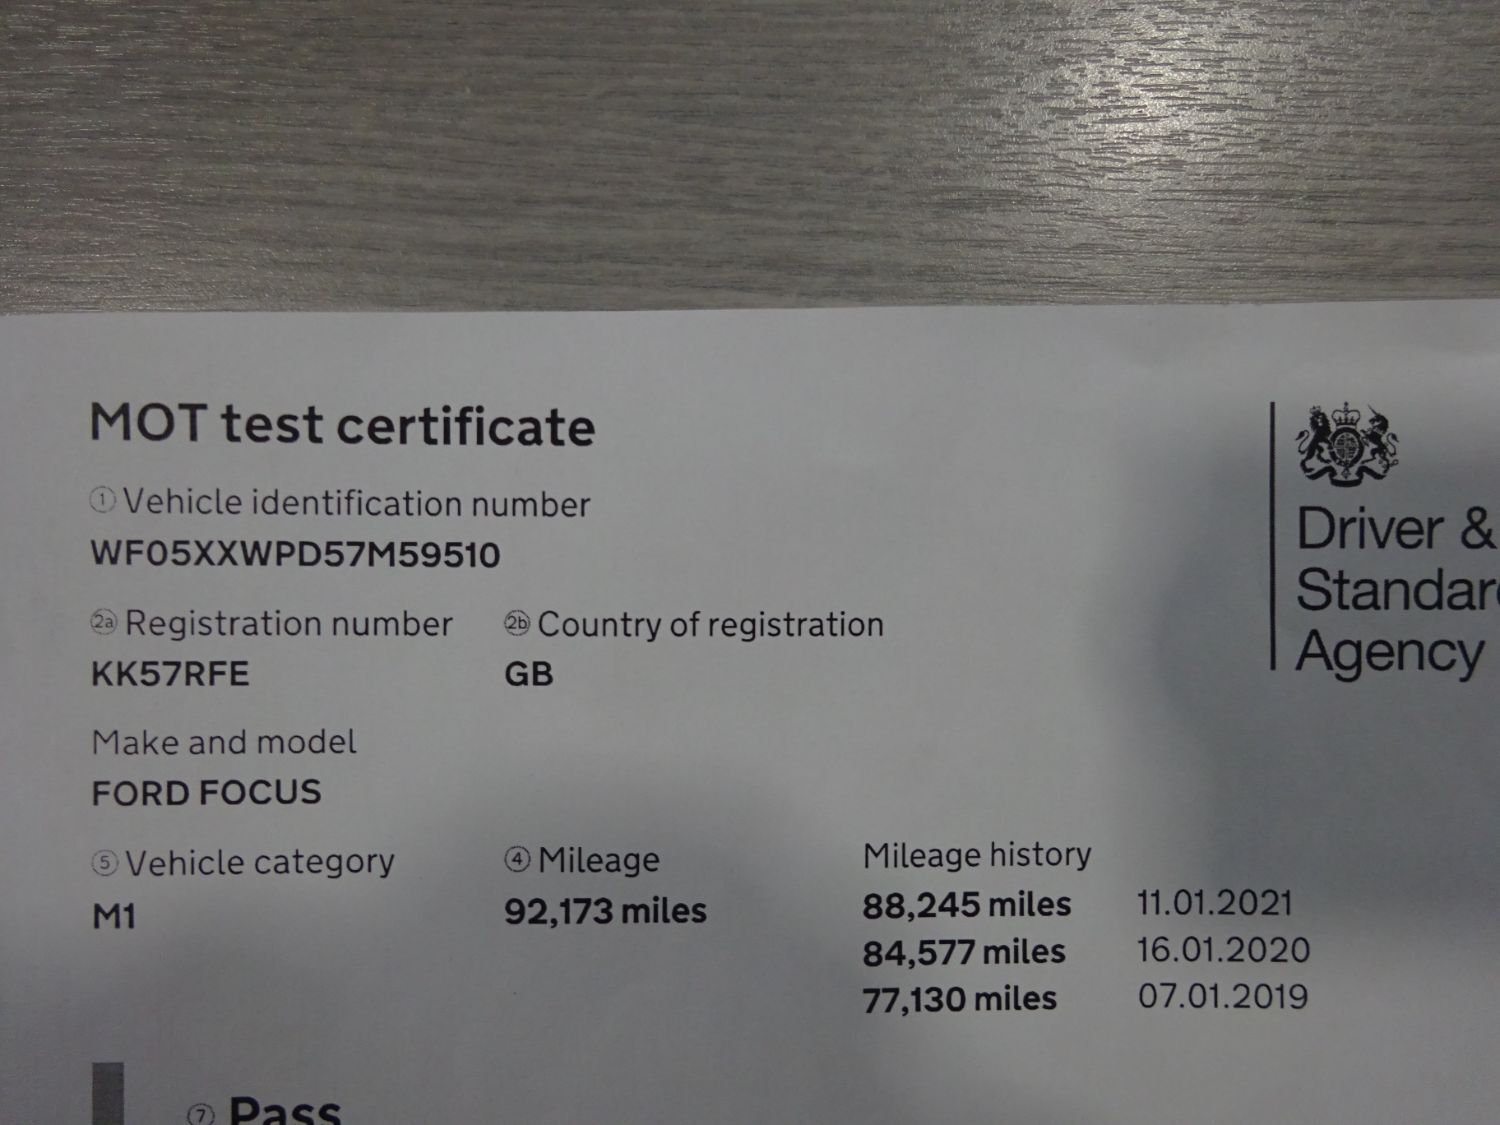 MOT test certificate
1 Vehicle identification number
WF05XXWPD57M59510
2a Registration number 2b Country of registration
KK57RFE GB
Make and model
FORD FOCUS
5 Vehicle category 4 Mileage Mileage history
M1 92,173 miles 88,245 miles 11.01.2021
84,577 miles 16.01.2020
77,130 miles 07.01.2019
7 Pass
Driver &
Standar
Agency